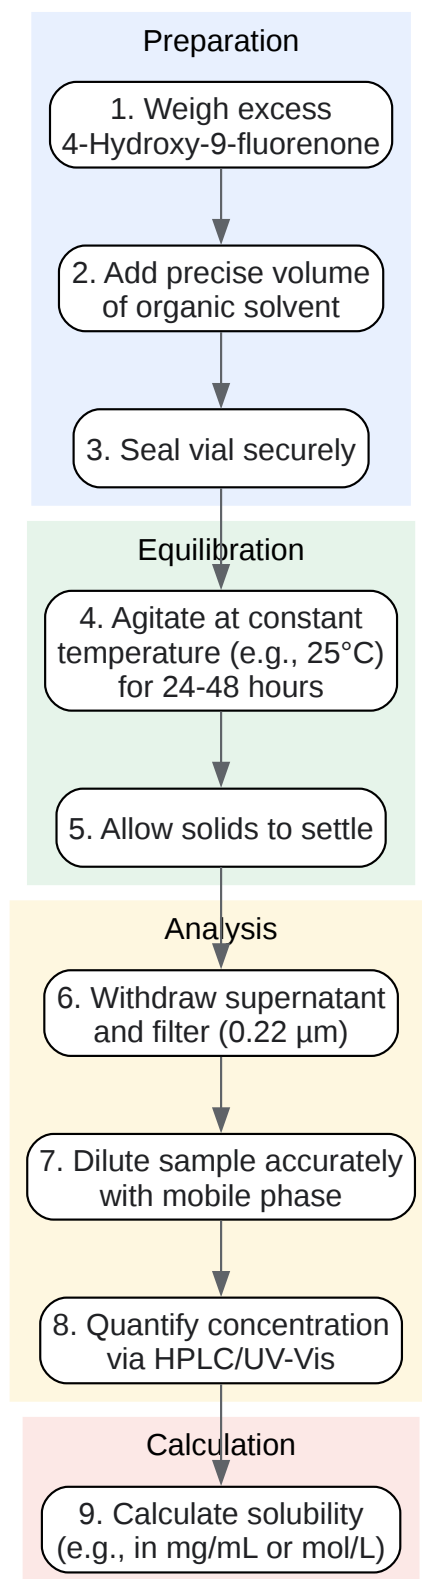 Preparation
1. Weigh excess
4-Hydroxy-9-fluorenone
2. Add precise volume
of organic solvent
3. Seal vial securely
Equilibration
4. Agitate at constant
temperature (e.g., 25°C)
for 24-48 hours
5. Allow solids to settle
Analysis
6. Withdraw supernatant
and filter (0.22 µm)
7. Dilute sample accurately
with mobile phase
8. Quantify concentration
via HPLC/UV-Vis
Calculation
9. Calculate solubility
(e.g., in mg/mL or mol/L)